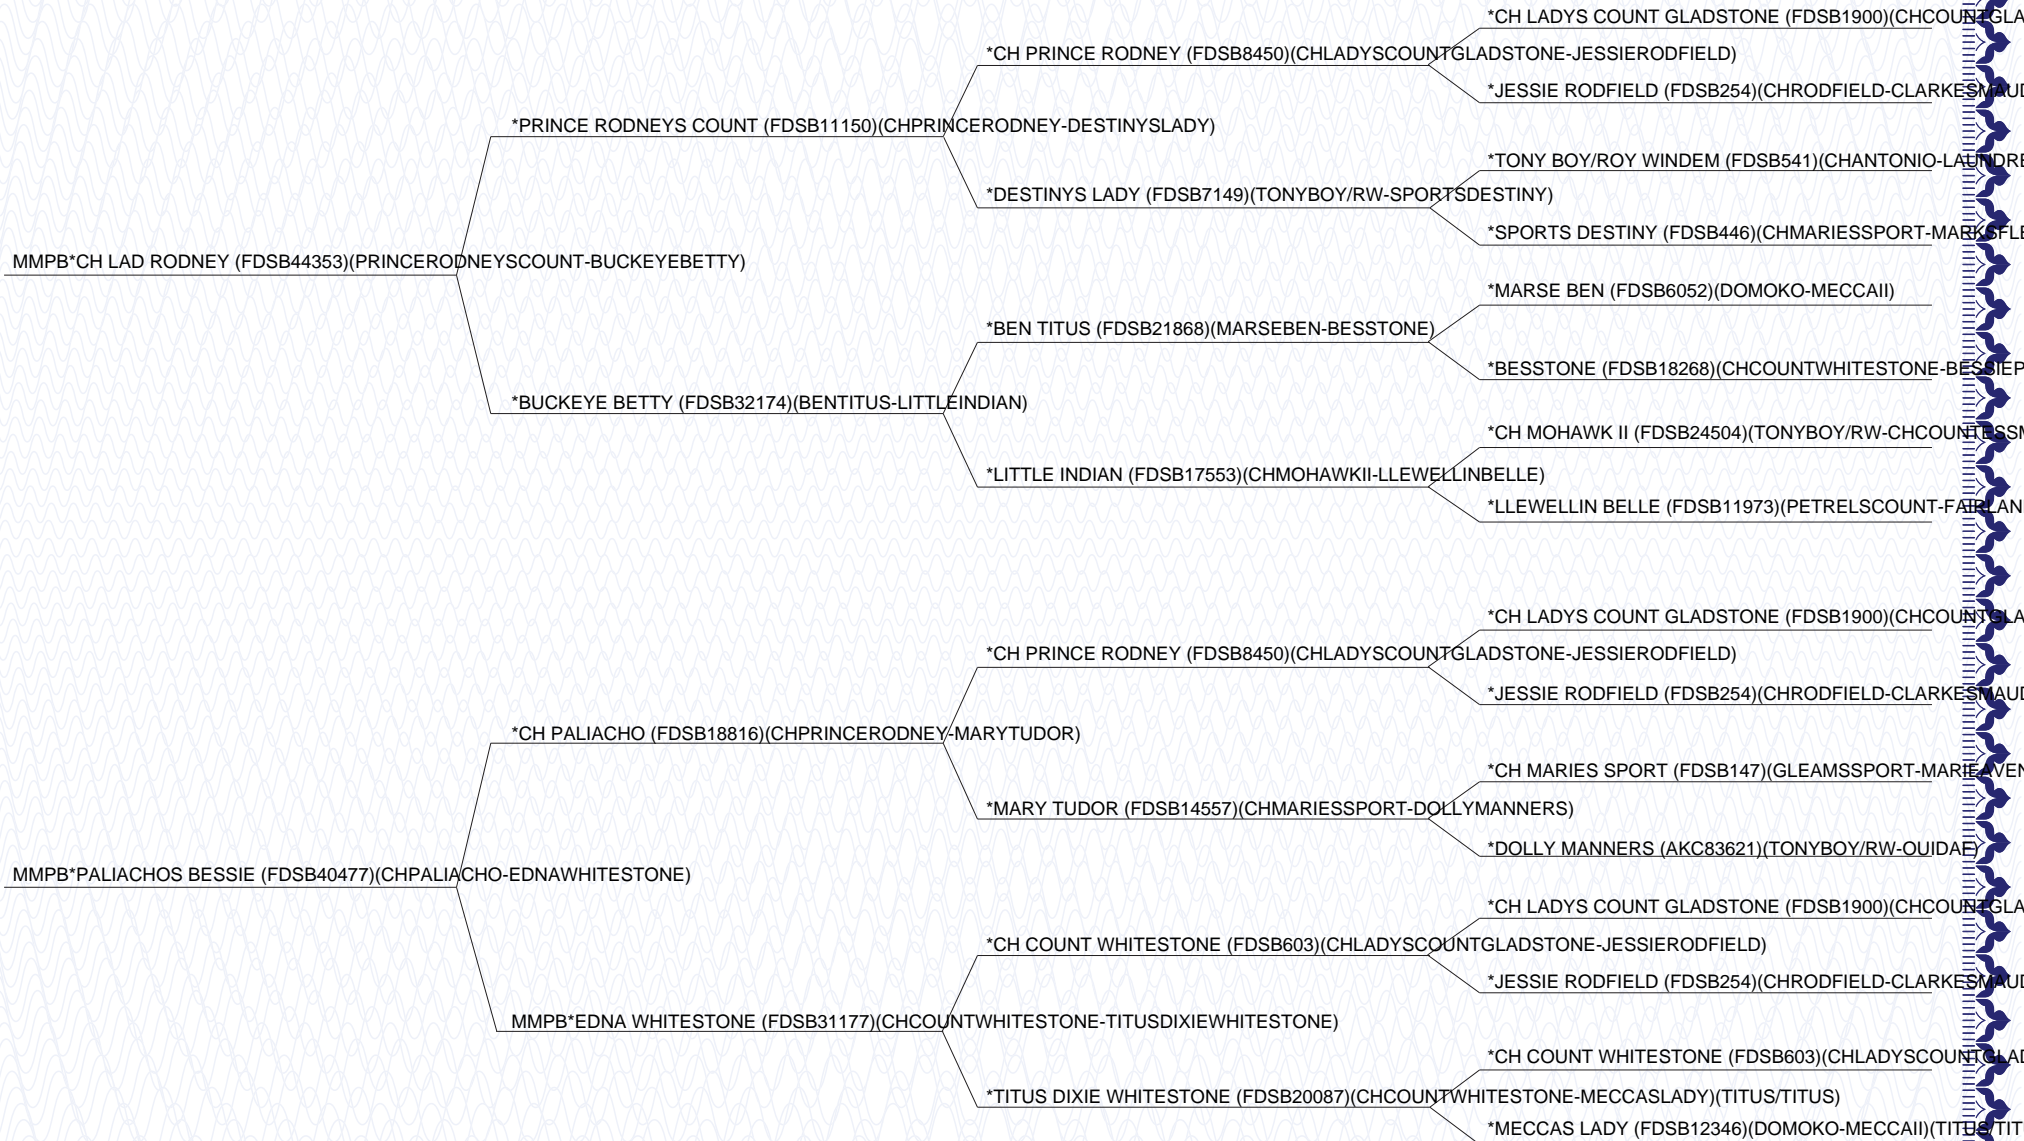 *CH LADYS COUNT GLADSTONE (FDSB1900)(CHCOUNTGLA
*CH PRINCE RODNEY (FDSB8450)(CHLADYSCOUNTGLADSTONE-JESSIERODFIELD)
*JESSIE RODFIELD (FDSB254)(CHRODFIELD-CLARKESMAUD
*PRINCE RODNEYS COUNT (FDSB11150)(CHPRINCERODNEY-DESTINYSLADY)
*TONY BOY/ROY WINDEM (FDSB541)(CHANTONIO-LAUNDRE
*DESTINYS LADY (FDSB7149)(TONYBOY/RW-SPORTSDESTINY)
*SPORTS DESTINY (FDSB446)(CHMARIESSPORT-MARKSFLE
MMPB*CH LAD RODNEY (FDSB44353)(PRINCERODNEYSCOUNT-BUCKEYEBETTY)
*MARSE BEN (FDSB6052)(DOMOKO-MECCAII)
*BEN TITUS (FDSB21868)(MARSEBEN-BESSTONE)
*BESSTONE (FDSB18268)(CHCOUNTWHITESTONE-BESSIEP
*BUCKEYE BETTY (FDSB32174)(BENTITUS-LITTLEINDIAN)
*CH MOHAWK II (FDSB24504)(TONYBOY/RW-CHCOUNTESSM
*LITTLE INDIAN (FDSB17553)(CHMOHAWKII-LLEWELLINBELLE)
*LLEWELLIN BELLE (FDSB11973)(PETRELSCOUNT-FAIRLAN
*CH LADYS COUNT GLADSTONE (FDSB1900)(CHCOUNTGLA
*CH PRINCE RODNEY (FDSB8450)(CHLADYSCOUNTGLADSTONE-JESSIERODFIELD)
*JESSIE RODFIELD (FDSB254)(CHRODFIELD-CLARKESMAUD
*CH PALIACHO (FDSB18816)(CHPRINCERODNEY-MARYTUDOR)
*CH MARIES SPORT (FDSB147)(GLEAMSSPORT-MARIEAVEN
*MARY TUDOR (FDSB14557)(CHMARIESSPORT-DOLLYMANNERS)
*DOLLY MANNERS (AKC83621)(TONYBOY/RW-OUIDAF)
MMPB*PALIACHOS BESSIE (FDSB40477)(CHPALIACHO-EDNAWHITESTONE)
*CH LADYS COUNT GLADSTONE (FDSB1900)(CHCOUNTGLA
*CH COUNT WHITESTONE (FDSB603)(CHLADYSCOUNTGLADSTONE-JESSIERODFIELD)
*JESSIE RODFIELD (FDSB254)(CHRODFIELD-CLARKESMAUD
MMPB*EDNA WHITESTONE (FDSB31177)(CHCOUNTWHITESTONE-TITUSDIXIEWHITESTONE)
*CH COUNT WHITESTONE (FDSB603)(CHLADYSCOUNTGLAD
*TITUS DIXIE WHITESTONE (FDSB20087)(CHCOUNTWHITESTONE-MECCASLADY)(TITUS/TITUS)
*MECCAS LADY (FDSB12346)(DOMOKO-MECCAII)(TITUS/TIT